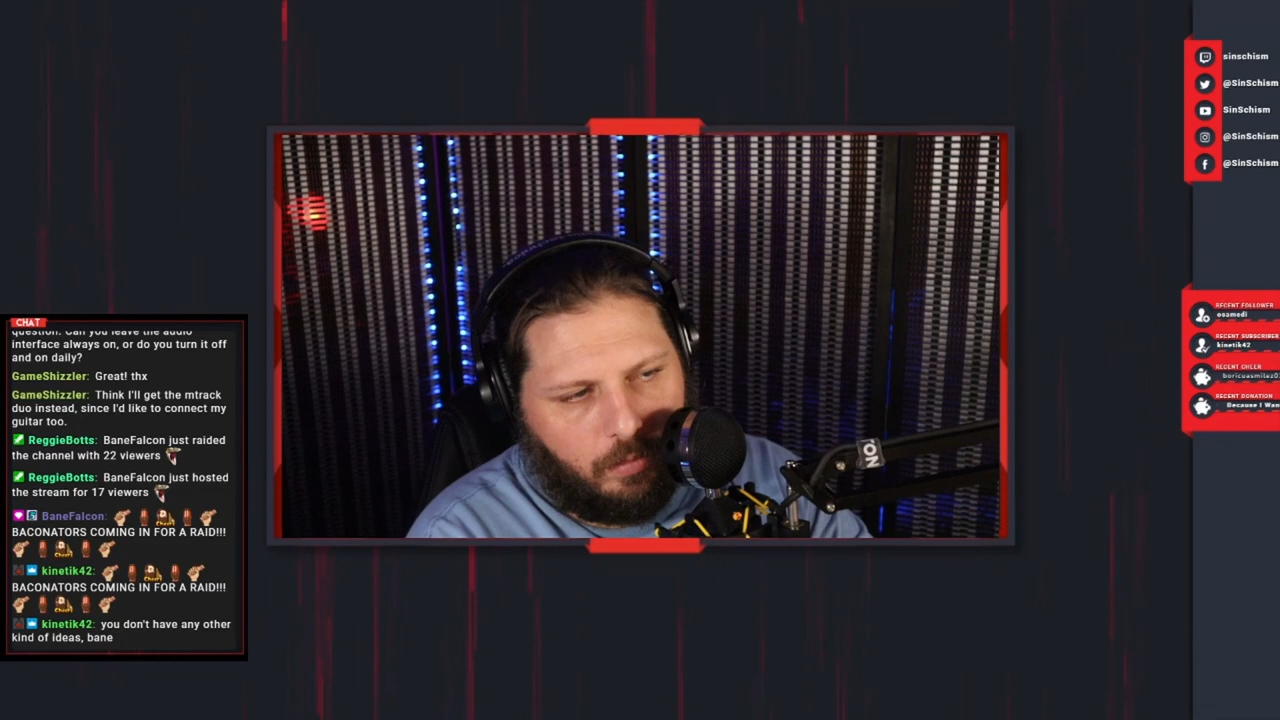 CHAT
question: Can you leave the audio
interface always on, or do you turn it off
and on daily?
GameShizzler: Great! thx
GameShizzler: Think I'll get the mtrack
duo instead, since I'd like to connect my
guitar too.
ReggieBotts: BaneFalcon just raided
the channel with 22 viewers
ReggieBotts: BaneFalcon just hosted
the stream for 17 viewers
BaneFalcon:
BACONATORS COMING IN FOR A RAID!!!
kinetik42:
BACONATORS COMING IN FOR A RAID!!!
kinetik42: you don't have any other
kind of ideas, bane
ON
sinschism
@SinSchism
SinSchism
@SinSchism
@SinSchism
RECENT FOLLOWER
osamedi
RECENT SUBSCRIBER
kinetik42
RECENT CHEER
RECENT DONATION
Because I